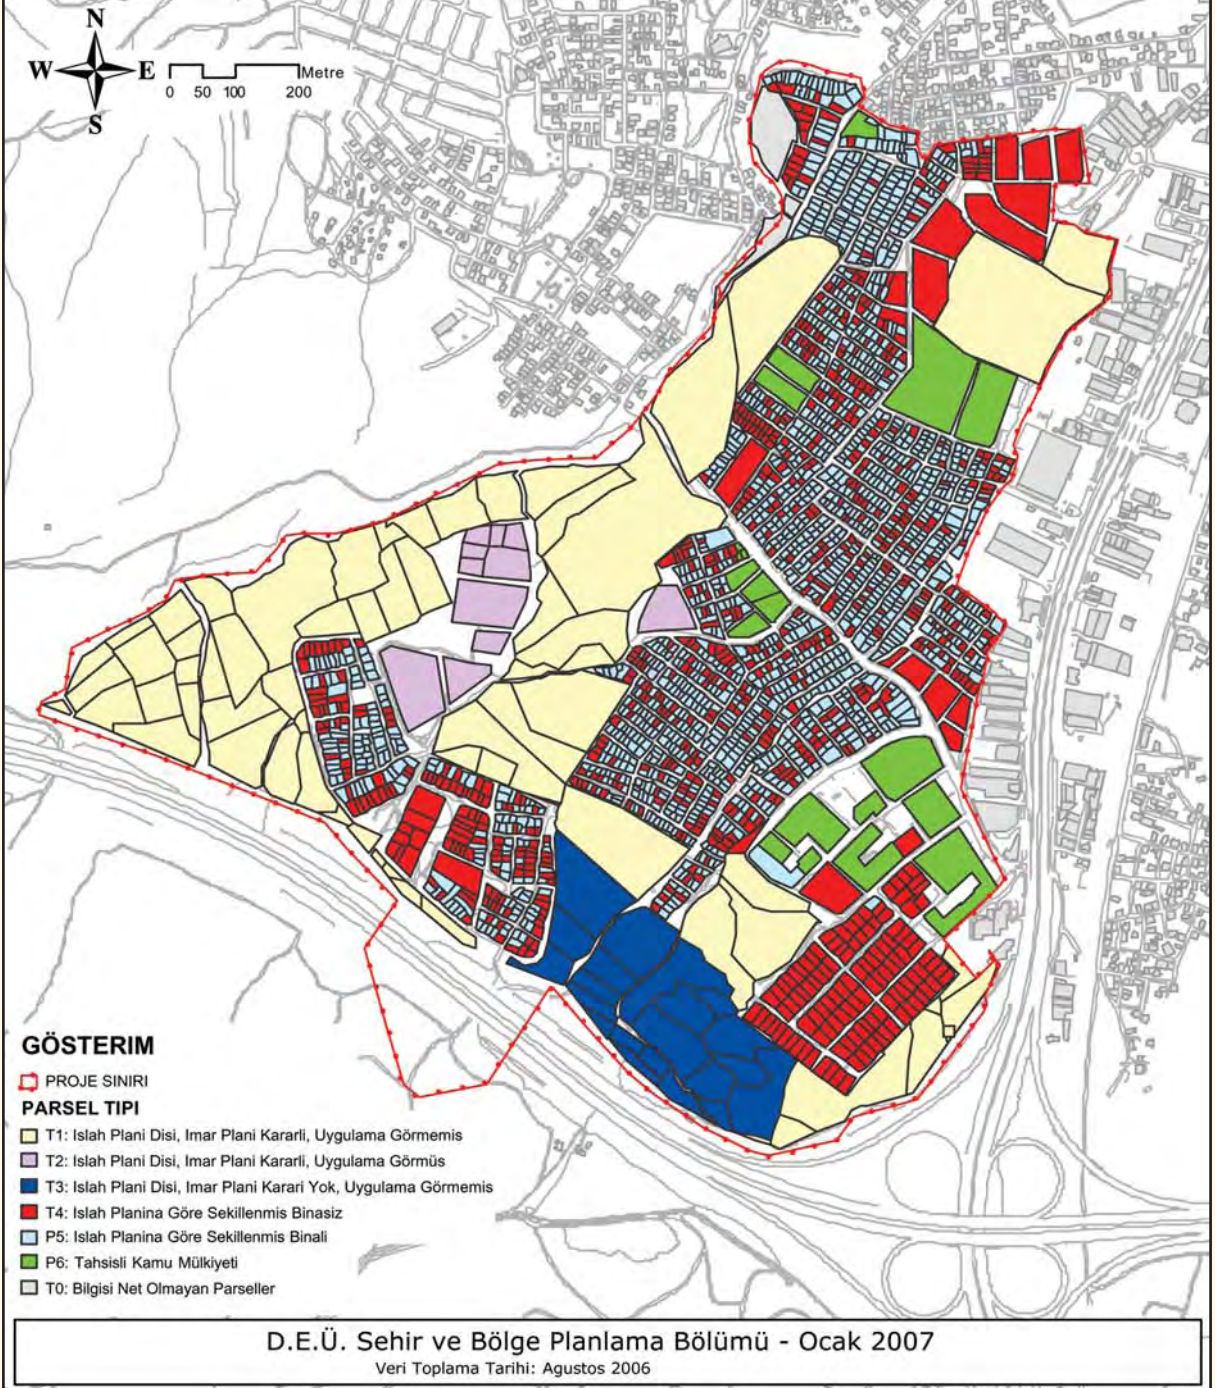 N
W E
S
Metre
0 50 100 200
GÖSTERIM
PROJE SINIRI
PARSEL TIPI
T1: Islah Plani Disi, Imar Plani Kararli, Uygulama Görmemis
T2: Islah Plani Disi, Imar Plani Kararli, Uygulama Görmüs
T3: Islah Plani Disi, Imar Plani Karari Yok, Uygulama Görmemis
T4: Islah Planina Göre Sekillenmis Binasiz
P5: Islah Planina Göre Sekillenmis Binali
P6: Tahsisli Kamu Mülkiyeti
T0: Bilgisi Net Olmayan Parseller
D.E.Ü. Sehir ve Bölge Planlama Bölümü - Ocak 2007
Veri Toplama Tarihi: Agustos 2006